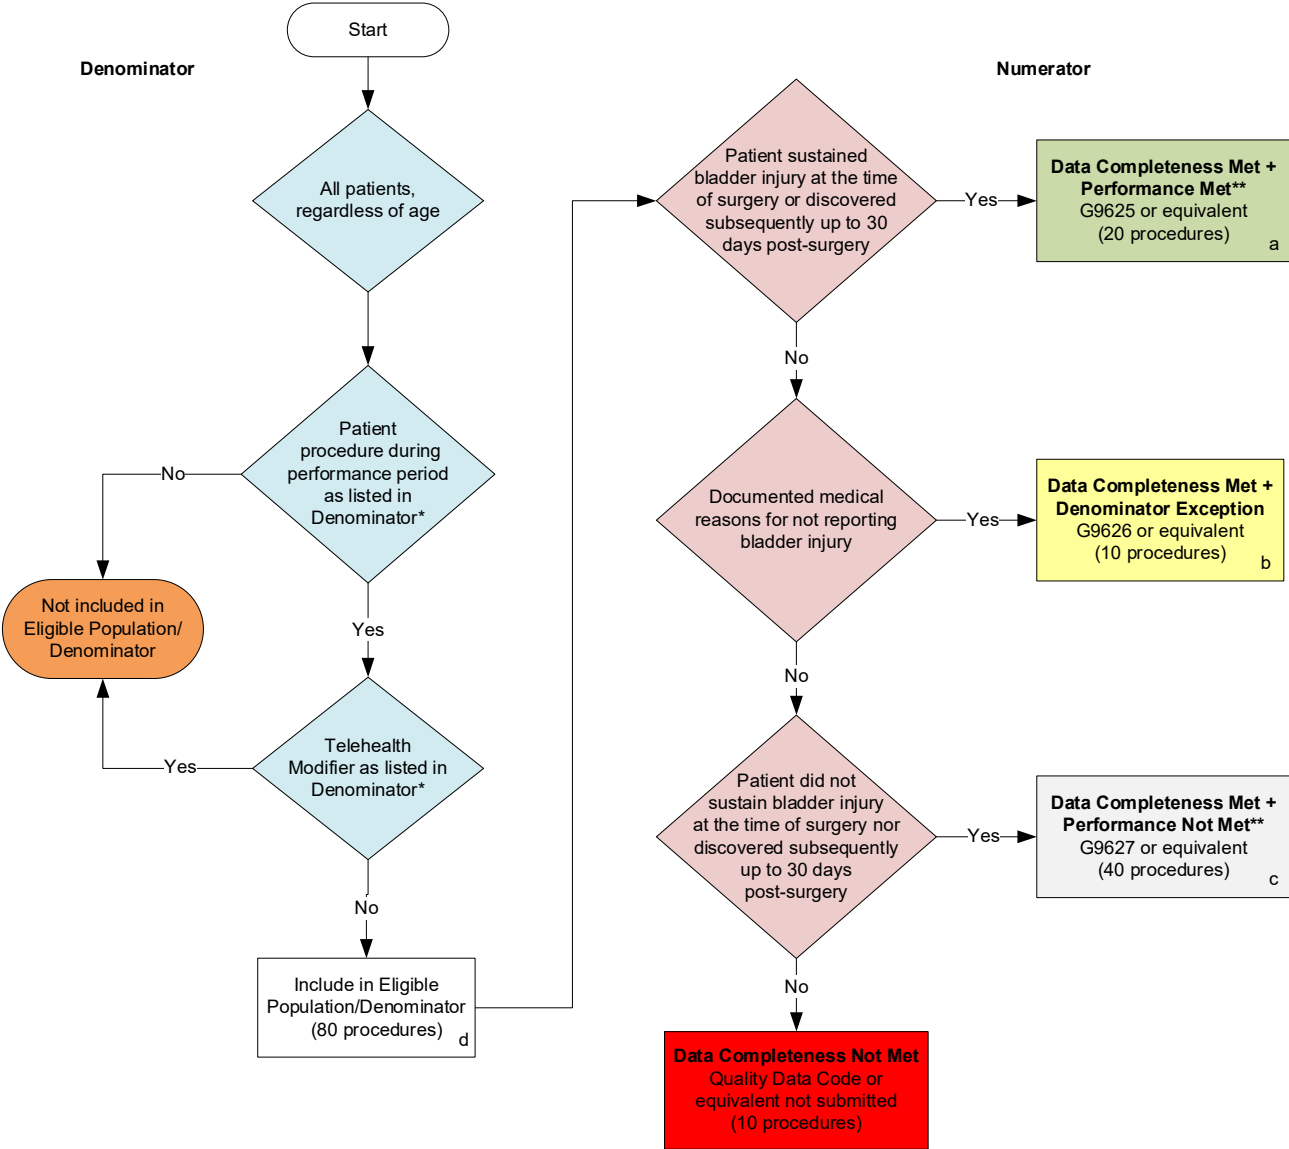 Start
Denominator
All patients,
regardless of age
Patient
procedure during
performance period
as listed in
Denominator*
No
Not included in
Eligible Population/
Denominator
Yes
Telehealth
Modifier as listed in
Denominator*
Yes
No
Include in Eligible
Population/Denominator
(80 procedures)
d
Numerator
Patient sustained
bladder injury at the time
of surgery or discovered
subsequently up to 30
days post-surgery
Yes
Data Completeness Met +
Performance Met**
G9625 or equivalent
(20 procedures)
a
No
Documented medical
reasons for not reporting
bladder injury
Yes
Data Completeness Met +
Denominator Exception
G9626 or equivalent
(10 procedures)
b
No
Patient did not
sustain bladder injury
at the time of surgery nor
discovered subsequently
up to 30 days
post-surgery
Yes
Data Completeness Met +
Performance Not Met**
G9627 or equivalent
(40 procedures)
c
No
Data Completeness Not Met
Quality Data Code or
equivalent not submitted
(10 procedures)